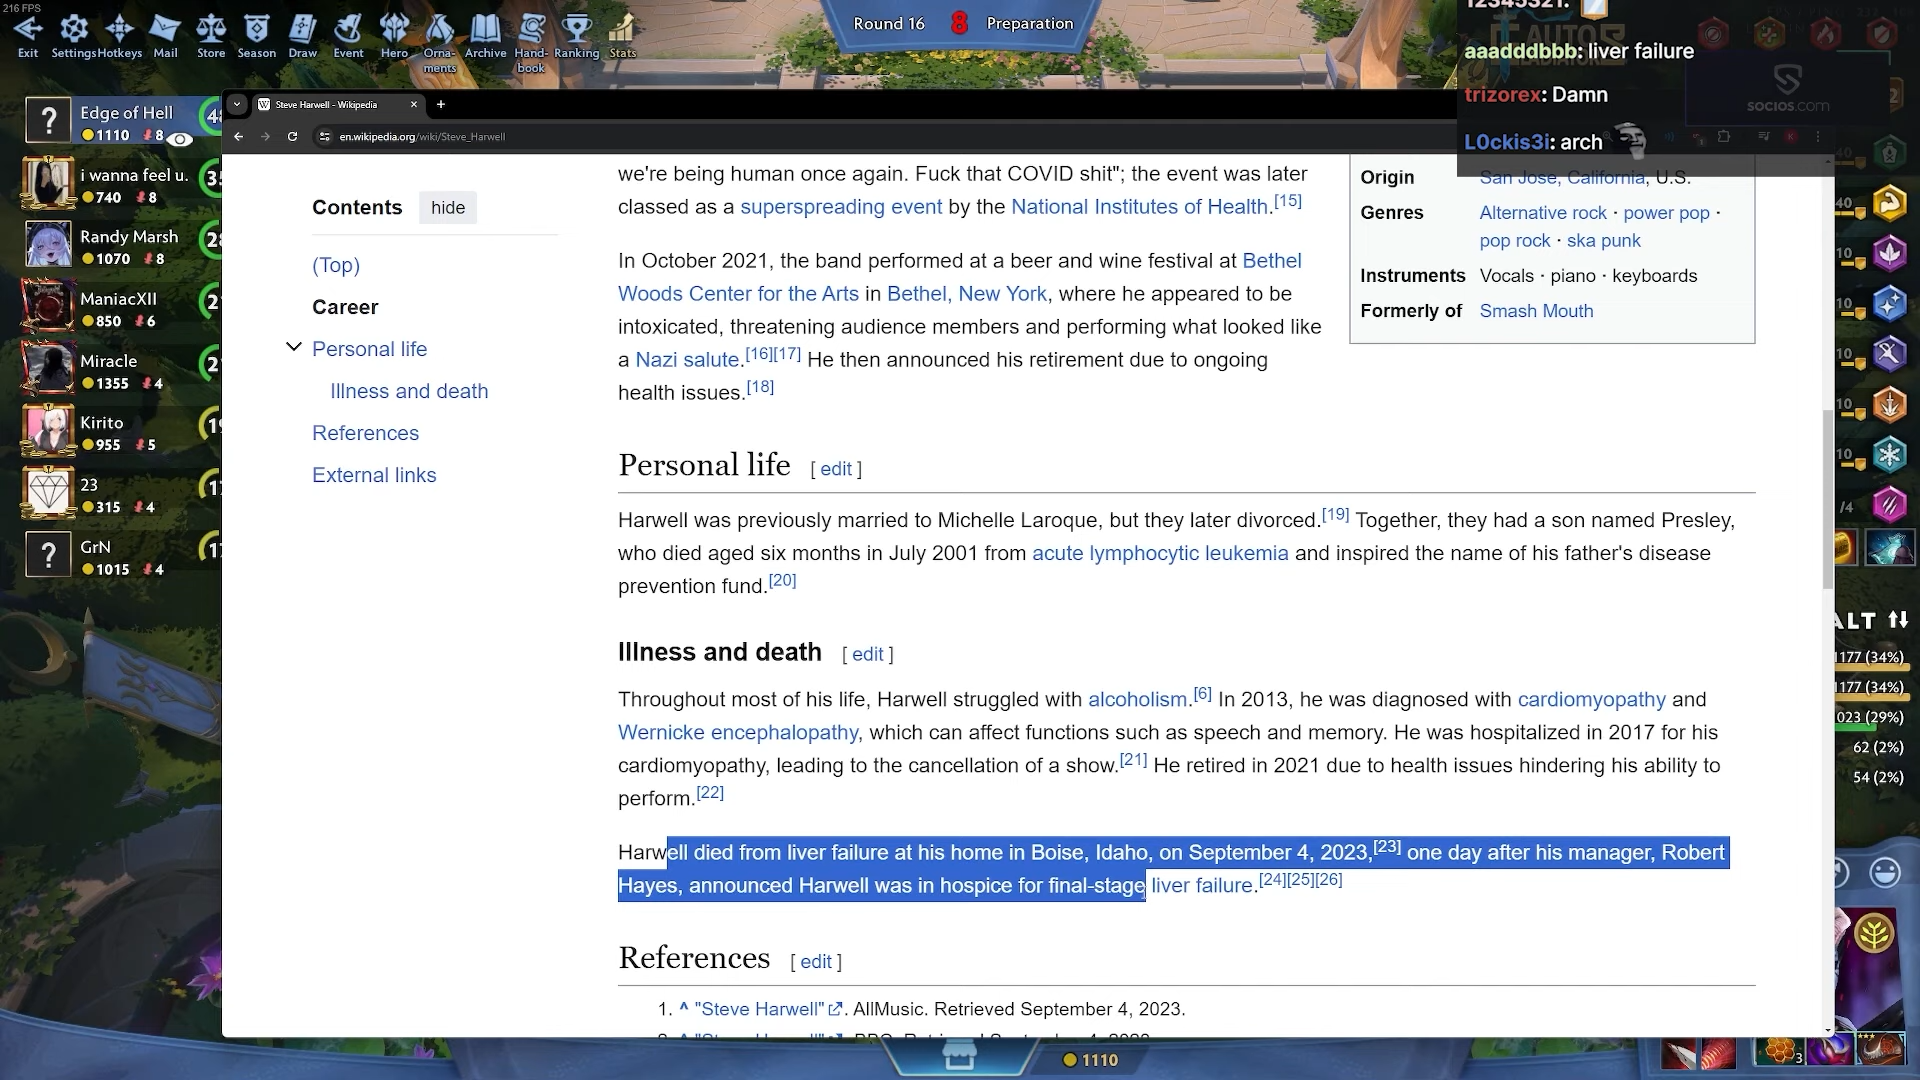 216 FPS
Exit Settings Hotkeys Mail Store Season Draw Event Hero Orna-ments Archive Hand-book Ranking Stats
Round 16 8 Preparation
aaadddbbb: liver failure
trizorex: Damn
L0ckis3i: arch
SOCIOS.COM
Edge of Hell
1110 8
i wanna feel u.
740 8
Randy Marsh
1070 8
ManiacXII
850 6
Miracle
1355 4
Kirito
955 5
23
315 4
GrN
1015 4
Steve Harwell - Wikipedia
en.wikipedia.org/wiki/Steve_Harwell
Contents hide
(Top)
Career
Personal life
Illness and death
References
External links
we're being human once again. Fuck that COVID shit"; the event was later
classed as a superspreading event by the National Institutes of Health.[15]
In October 2021, the band performed at a beer and wine festival at Bethel
Woods Center for the Arts in Bethel, New York, where he appeared to be
intoxicated, threatening audience members and performing what looked like
a Nazi salute.[16][17] He then announced his retirement due to ongoing
health issues.[18]
Origin San Jose, California, U.S.
Genres Alternative rock · power pop ·
pop rock · ska punk
Instruments Vocals · piano · keyboards
Formerly of Smash Mouth
Personal life [ edit ]
Harwell was previously married to Michelle Laroque, but they later divorced.[19] Together, they had a son named Presley,
who died aged six months in July 2001 from acute lymphocytic leukemia and inspired the name of his father's disease
prevention fund.[20]
Illness and death [ edit ]
Throughout most of his life, Harwell struggled with alcoholism.[6] In 2013, he was diagnosed with cardiomyopathy and
Wernicke encephalopathy, which can affect functions such as speech and memory. He was hospitalized in 2017 for his
cardiomyopathy, leading to the cancellation of a show.[21] He retired in 2021 due to health issues hindering his ability to
perform.[22]
Harwell died from liver failure at his home in Boise, Idaho, on September 4, 2023,[23] one day after his manager, Robert
Hayes, announced Harwell was in hospice for final-stage liver failure.[24][25][26]
References [ edit ]
1. ^ "Steve Harwell". AllMusic. Retrieved September 4, 2023.
ALT
1177 (34%)
1177 (34%)
023 (29%)
62 (2%)
54 (2%)
1110
3